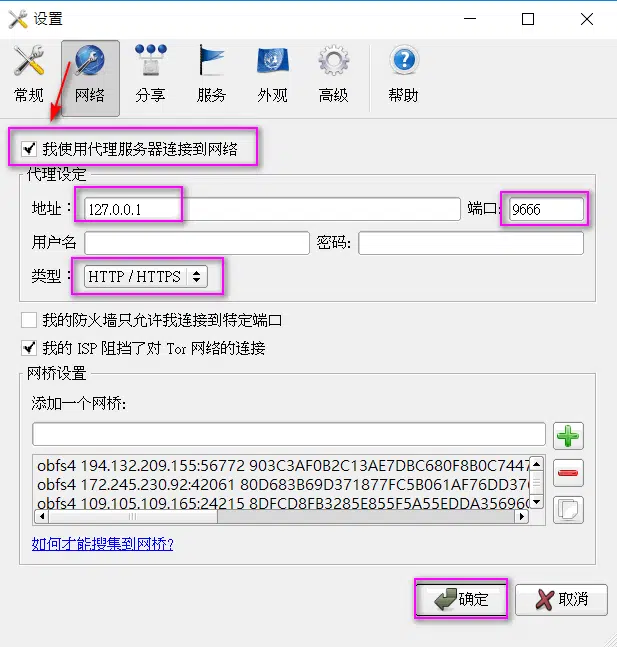 设置
常规 网络 分享 服务 外观 高级 帮助
我使用代理服务器连接到网络
代理设定
地址: 127.0.0.1 端口: 9666
用户名 密码:
类型: HTTP / HTTPS
我的防火墙只允许我连接到特定端口
我的 ISP 阻挡了对 Tor 网络的连接
网桥设置
添加一个网桥:
obfs4 194.132.209.155:56772 903C3AF0B2C13AE7DBC680F8B0C7447
obfs4 172.245.230.92:42061 80D683B69D371877FC5B061AF76DD37
obfs4 109.105.109.165:24215 8DFCD8FB3285E855F5A55EDDA35696
如何才能搜集到网桥?
确定 取消